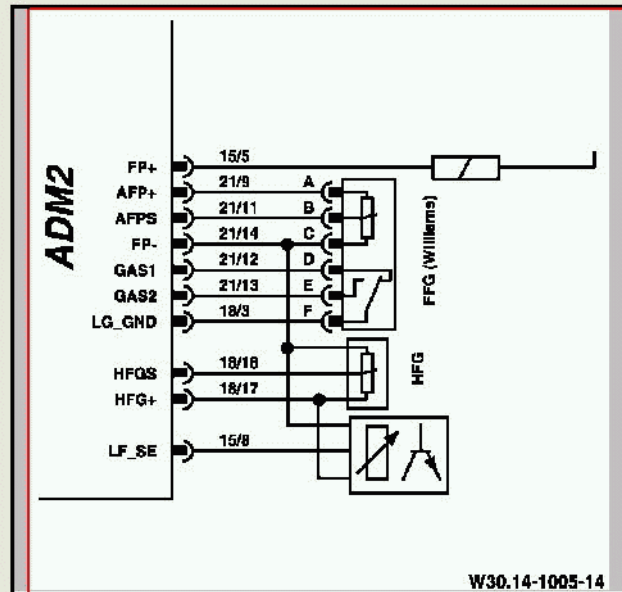 ADM2
FP+ 15/5
AFP+ 21/9 A
AFPS 21/11 B
FP- 21/14 C
GAS1 21/12 D
GAS2 21/13 E
LG_GND 18/3 F
FFG (Williams)
HFGS 18/18
HFG+ 18/17
HFG
LF_SE 15/8
W30.14-1005-14